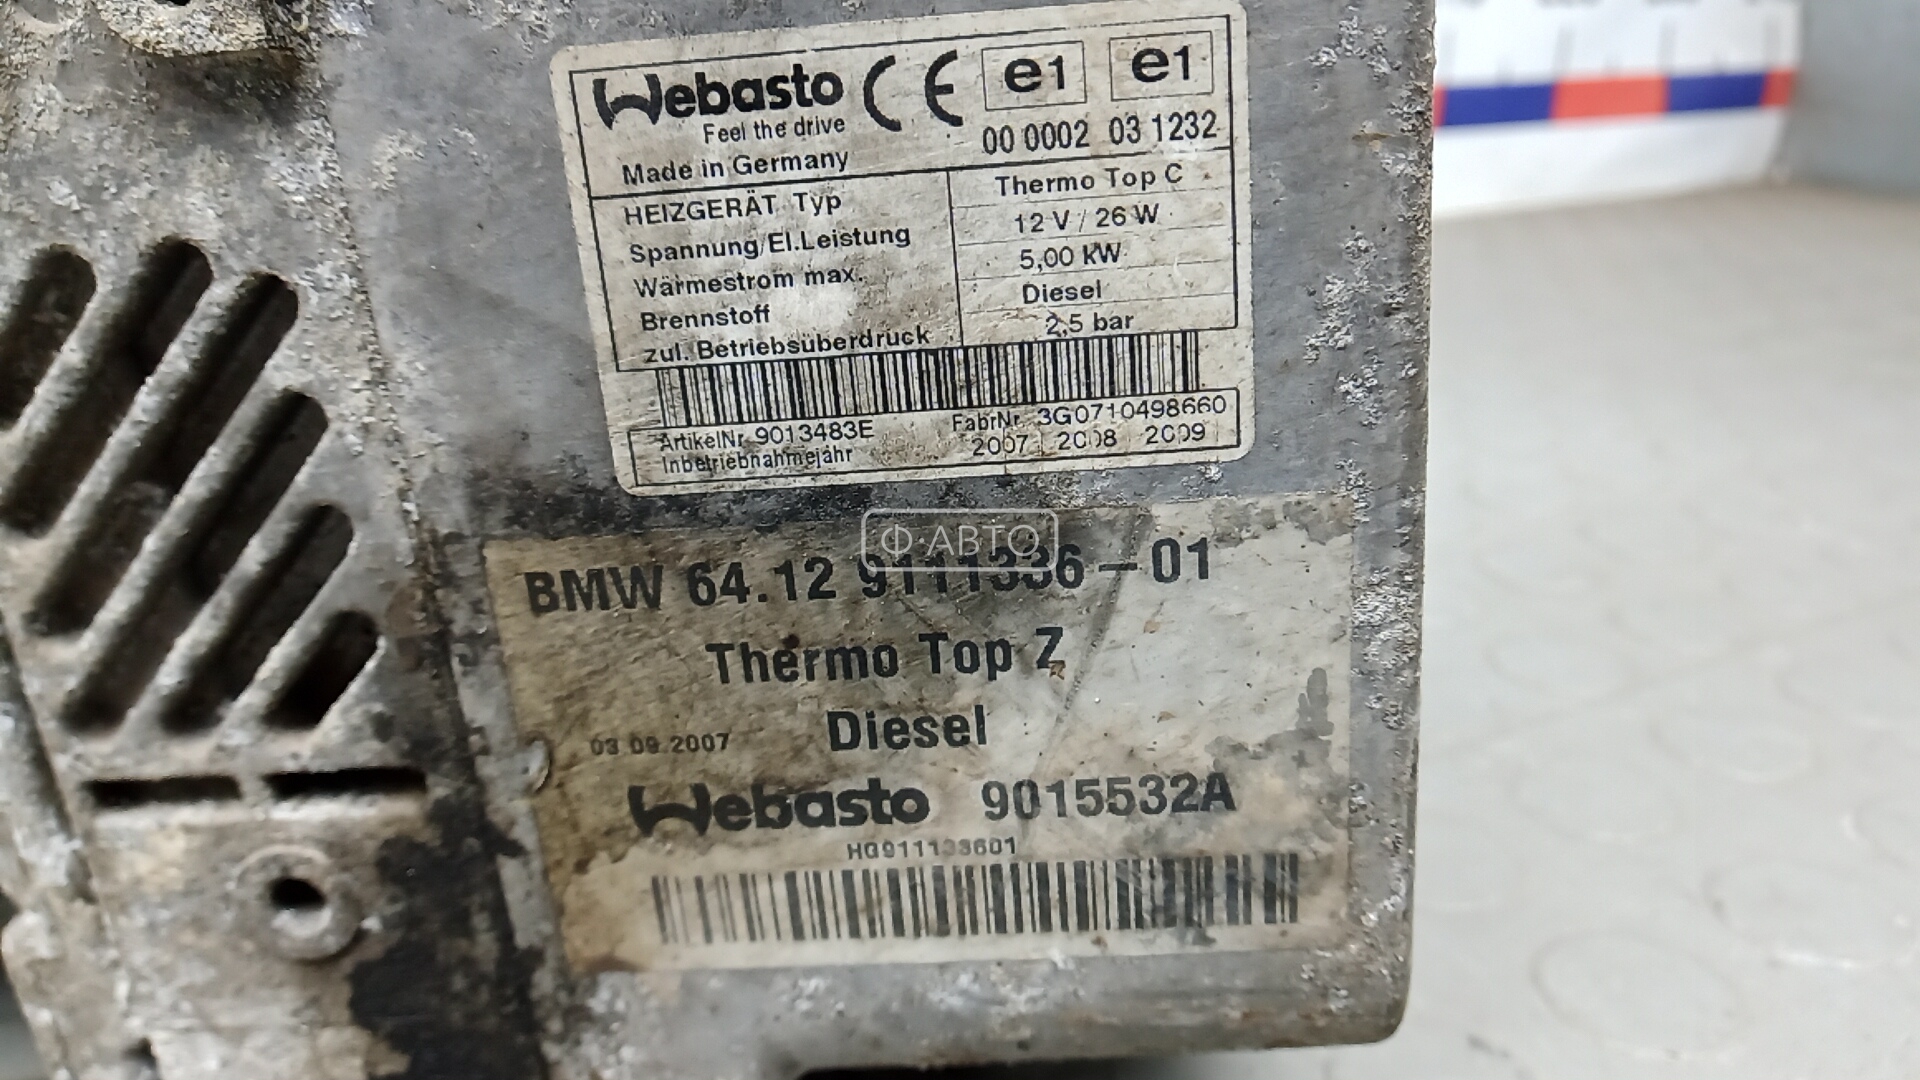 Webasto CE e1 e1
Feel the drive 00 0002 03 1232
Made in Germany
HEIZGERÄT Typ Thermo Top C
Spannung/El.Leistung 12 V / 26 W
Wärmestrom max. 5,00 kW
Brennstoff Diesel
zul. Betriebsüberdruck 2,5 bar
ArtikelNr. 9013483E FabrNr. 3G0710498660
Inbetriebnahmejahr 2007 2008 2009
Ф-АВТО
BMW 64.12 9111336-01
Thermo Top Z
03 09.2007 Diesel
Webasto 9015532A
HG911133601